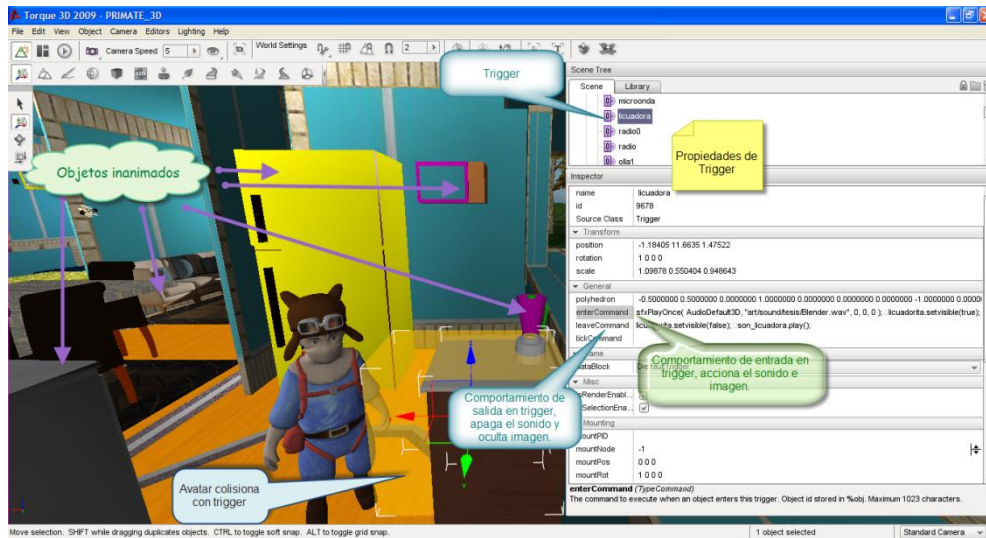 Torque 3D 2009 - PRIMATE_3D
File Edit View Object Camera Editors Lighting Help
Camera Speed 5
World Settings
2
Trigger
Scene Tree
Scene Library
microonda
licuadora
radio0
radio
olla1
Propiedades de
Trigger
Objetos inanimados
Inspector
name licuadora
id 9678
Source Class Trigger
Transform
position -1.18405 11.6635 1.47522
rotation 1 0 0 0
scale 1.09878 0.550404 0.948643
General
polyhedron -0.5000000 0.5000000 0.0000000 1.0000000 0.0000000 0.0000000 0.0000000 -1.0000000 0.0000
enterCommand sfxPlayOnce( AudioDefault3D, "art/sound/tesis/Blender.wav", 0, 0, 0 ); ::licuadorita.setvisible(true);
leaveCommand licuadorita.setvisible(false); ::son_licuadora.play();
tickCommand
dataBlock
Misc
Mounting
mountPID
mountNode -1
mountPos 0 0 0
mountRot 1 0 0 0
Comportamiento de entrada en
trigger, acciona el sonido e
imagen.
Comportamiento de
salida en trigger,
apaga el sonido y
oculta imagen.
Avatar colisiona
con trigger
enterCommand (TypeCommand)
The command to execute when an object enters this trigger. Object id stored in %obj. Maximum 1023 characters.
Move selection. SHIFT while dragging duplicates objects. CTRL to toggle soft snap. ALT to toggle grid snap.
1 object selected
Standard Camera